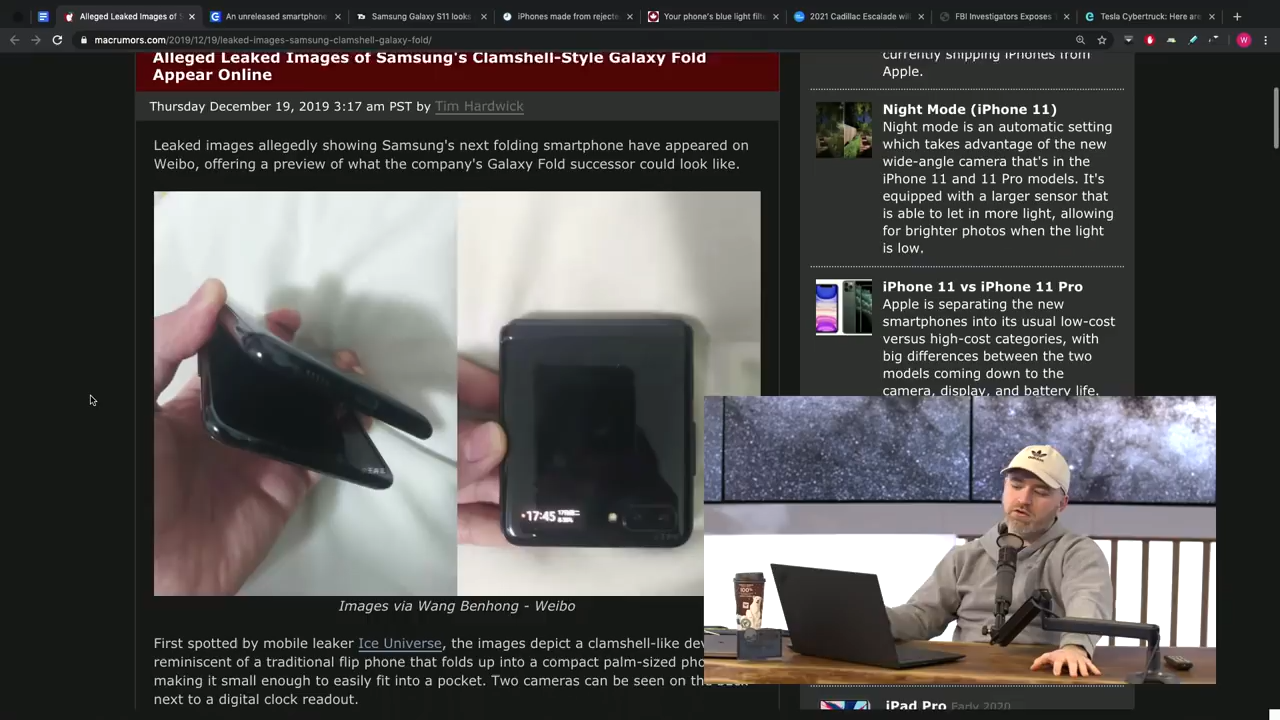 Alleged Leaked Images of S
An unreleased smartphone
Samsung Galaxy S11 looks
iPhones made from rejecte
Your phone's blue light filte
2021 Cadillac Escalade will
FBI Investigators Exposes
Tesla Cybertruck: Here are
macrumors.com/2019/12/19/leaked-images-samsung-clamshell-galaxy-fold/
Alleged Leaked Images of Samsung's Clamshell-Style Galaxy Fold
Appear Online
Thursday December 19, 2019 3:17 am PST by Tim Hardwick
Leaked images allegedly showing Samsung's next folding smartphone have appeared on
Weibo, offering a preview of what the company's Galaxy Fold successor could look like.
17:45
Images via Wang Benhong - Weibo
First spotted by mobile leaker Ice Universe, the images depict a clamshell-like dev
reminiscent of a traditional flip phone that folds up into a compact palm-sized pho
making it small enough to easily fit into a pocket. Two cameras can be seen on the back
next to a digital clock readout.
currently shipping iPhones from
Apple.
Night Mode (iPhone 11)
Night mode is an automatic setting
which takes advantage of the new
wide-angle camera that's in the
iPhone 11 and 11 Pro models. It's
equipped with a larger sensor that
is able to let in more light, allowing
for brighter photos when the light
is low.
iPhone 11 vs iPhone 11 Pro
Apple is separating the new
smartphones into its usual low-cost
versus high-cost categories, with
big differences between the two
models coming down to the
camera, display, and battery life.
iPad Pro Early 2020